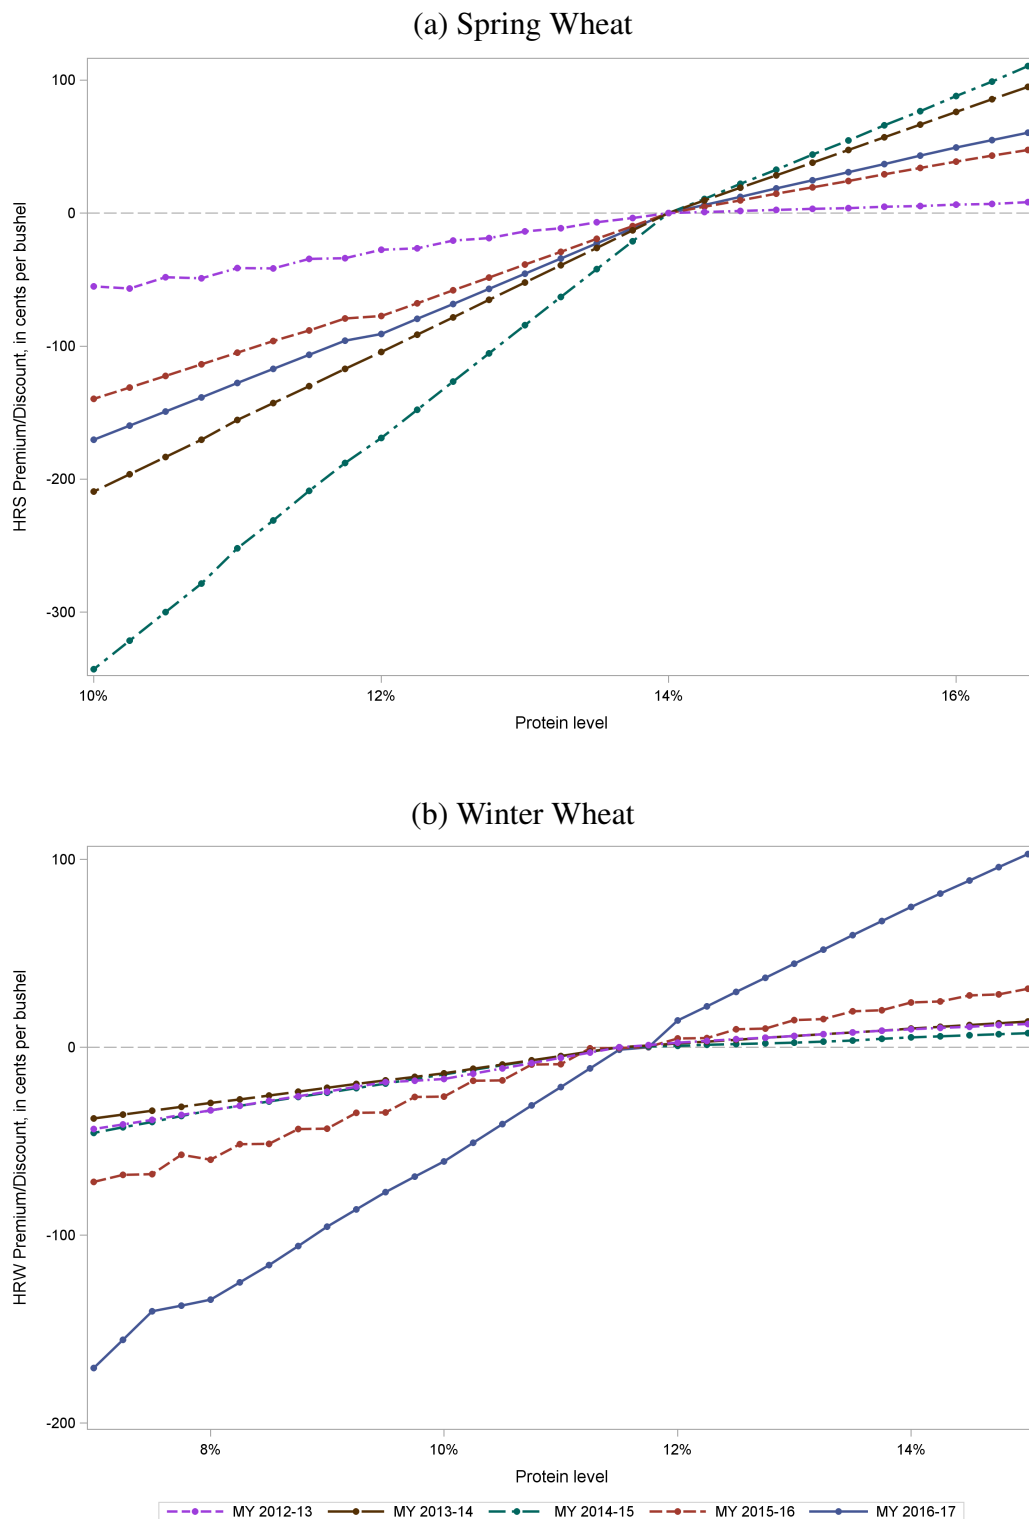 (a) Spring Wheat
100
0
-100
-200
-300
HRS Premium/Discount, in cents per bushel
10% 12% 14% 16%
Protein level
(b) Winter Wheat
100
0
-100
-200
HRW Premium/Discount, in cents per bushel
8% 10% 12% 14%
Protein level
MY 2012-13 MY 2013-14 MY 2014-15 MY 2015-16 MY 2016-17